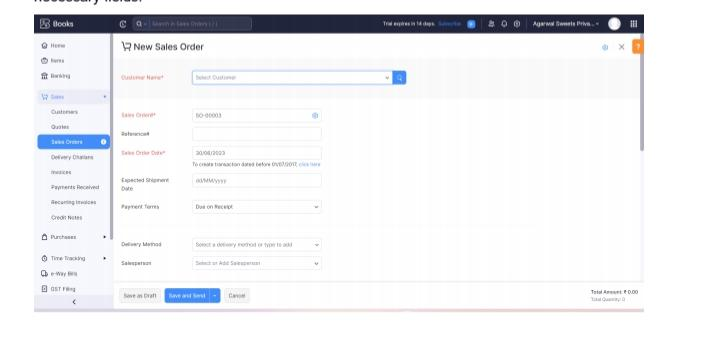 necessary fields.
Books
Search in Sales Orders ( / )
Trial expires in 14 days. Subscribe
Agarwal Sweets Priva...
Home
Items
Banking
Sales
Customers
Quotes
Sales Orders
Delivery Challans
Invoices
Payments Received
Recurring Invoices
Credit Notes
Purchases
Time Tracking
e-Way Bills
GST Filing
New Sales Order
Customer Name*
Select Customer
Sales Order#*
SO-00003
Reference#
Sales Order Date*
30/06/2023
To create transaction dated before 01/07/2017, click here
Expected Shipment
Date
dd/MM/yyyy
Payment Terms
Due on Receipt
Delivery Method
Select a delivery method or type to add
Salesperson
Select or Add Salesperson
Save as Draft
Save and Send
Cancel
Total Amount: ₹ 0.00
Total Quantity: 0
?